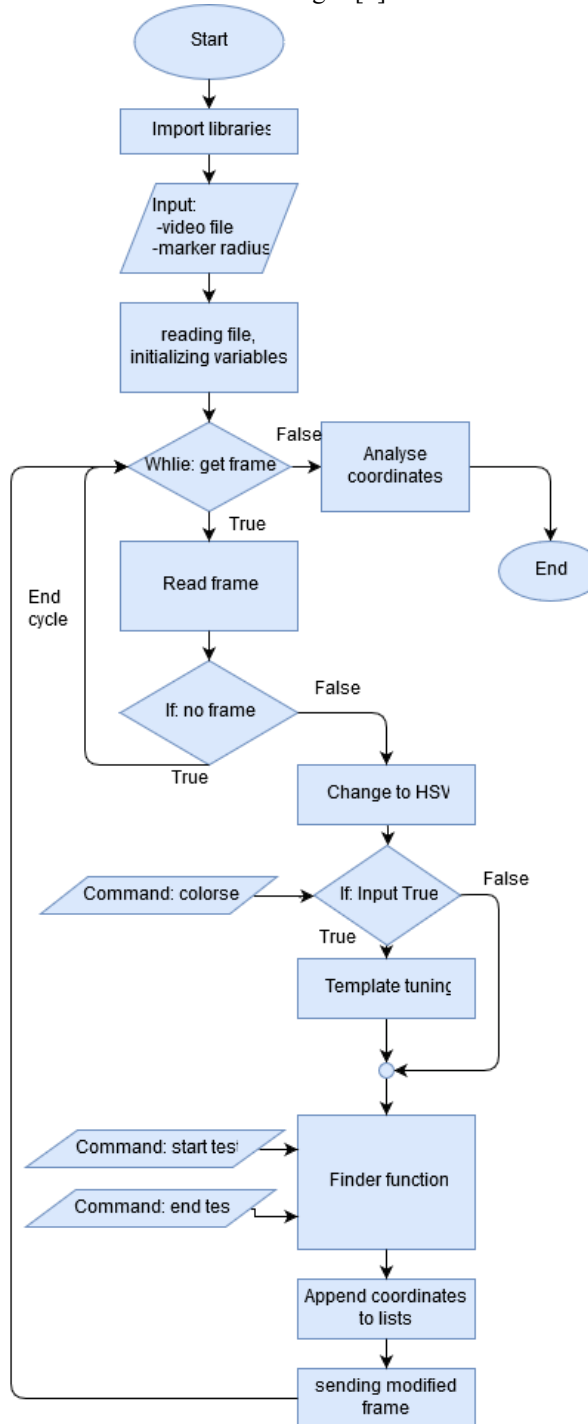 Start
Import libraries
Input:
-video file
-marker radius
reading file,
initializing variables
Whlie: get frame
False
Analyse
coordinates
True
End
Read frame
End
cycle
If: no frame
False
True
Change to HSV
Command: colorse
If: Input True
False
True
Template tuning
Command: start test
Finder function
Command: end tes
Append coordinates
to lists
sending modified
frame